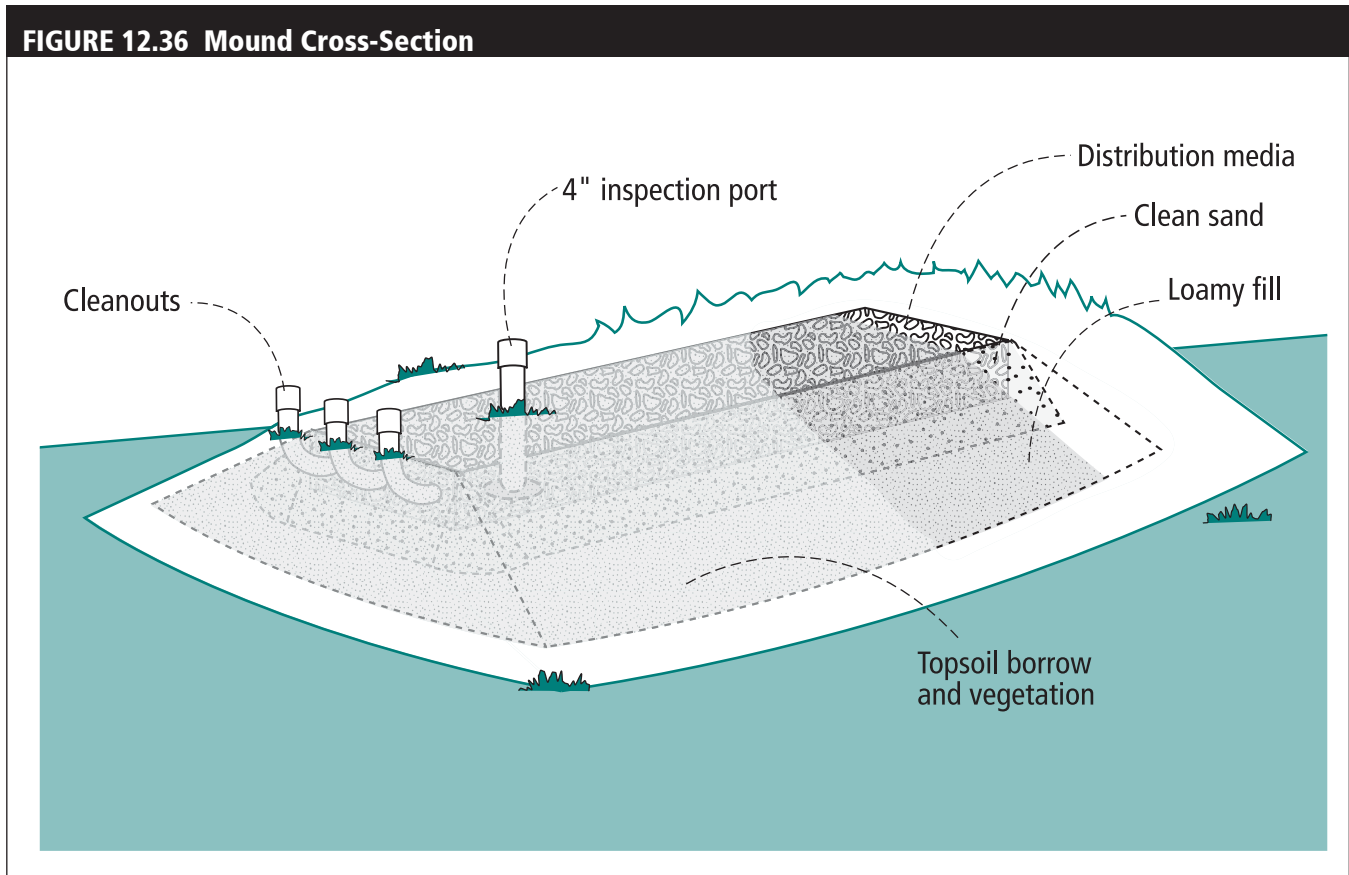 FIGURE 12.36 Mound Cross-Section
Distribution media
4" inspection port
Clean sand
Loamy fill
Cleanouts
Topsoil borrow
and vegetation